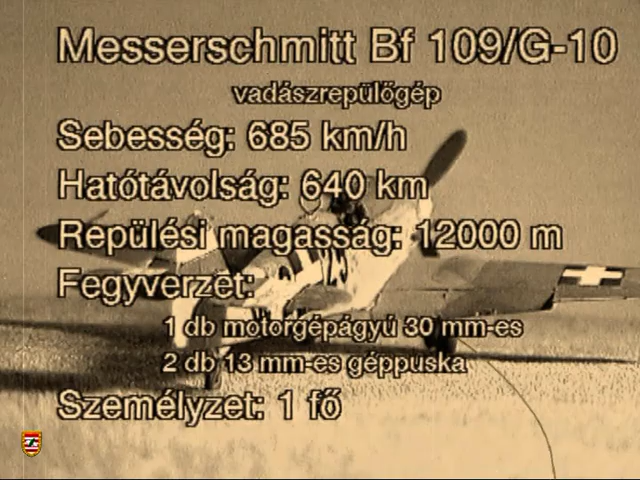 Messerschmitt Bf 109/G-10
vadászrepülőgép
Sebesség: 685 km/h
Hatótávolság: 640 km
Repülési magasság: 12000 m
Fegyverzet:
1 db motorgépágyú 30 mm-es
2 db 13 mm-es géppuska
Személyzet: 1 fő